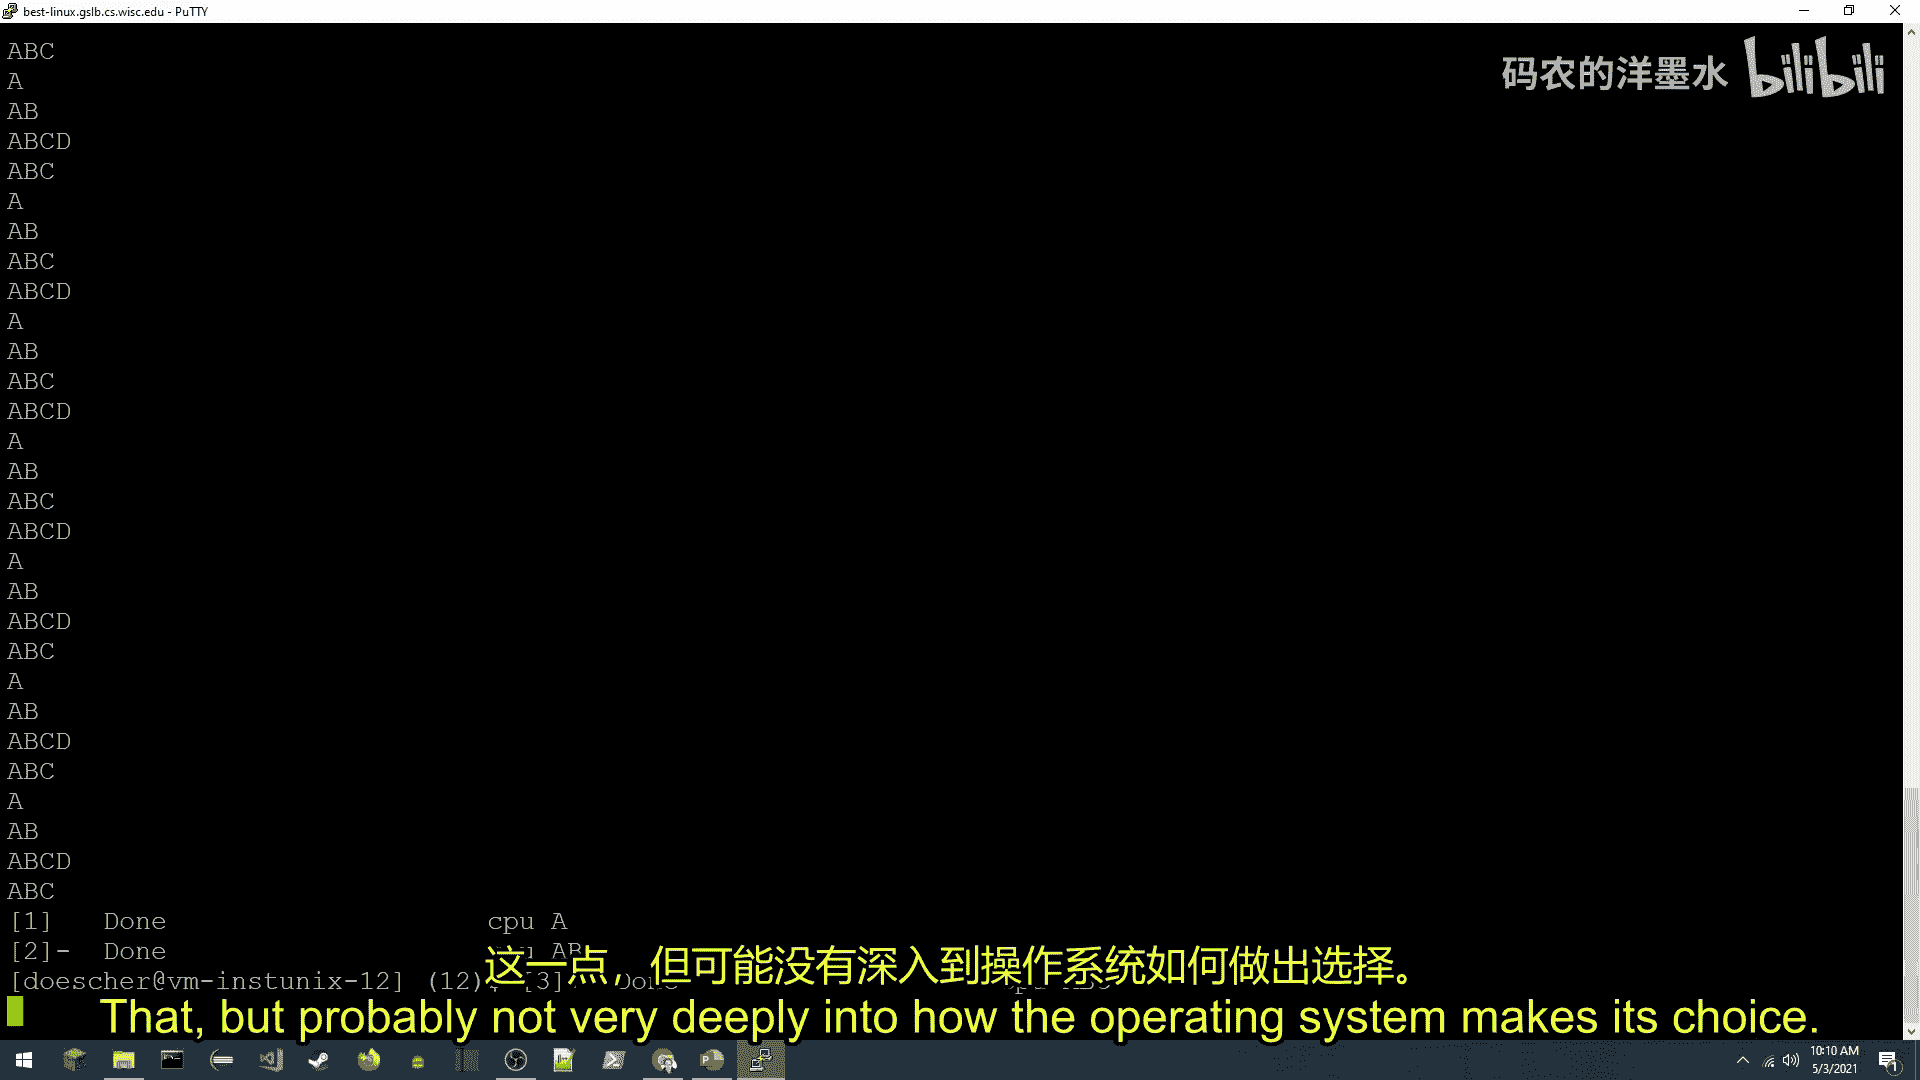 best-linux.gslb.cs.wisc.edu - PuTTY
码农的洋墨水 bilibili
ABC
A
AB
ABCD
ABC
A
AB
ABC
ABCD
A
AB
ABC
ABCD
A
AB
ABC
ABCD
A
AB
ABCD
ABC
A
AB
ABCD
ABC
A
AB
ABCD
ABC
[1] Done cpu A
[2]- Done AB
[doescher@vm-instunix-12] (12) [3] Done
这一点，但可能没有深入到操作系统如何做出选择。
That, but probably not very deeply into how the operating system makes its choice.
10:10 AM
5/3/2021